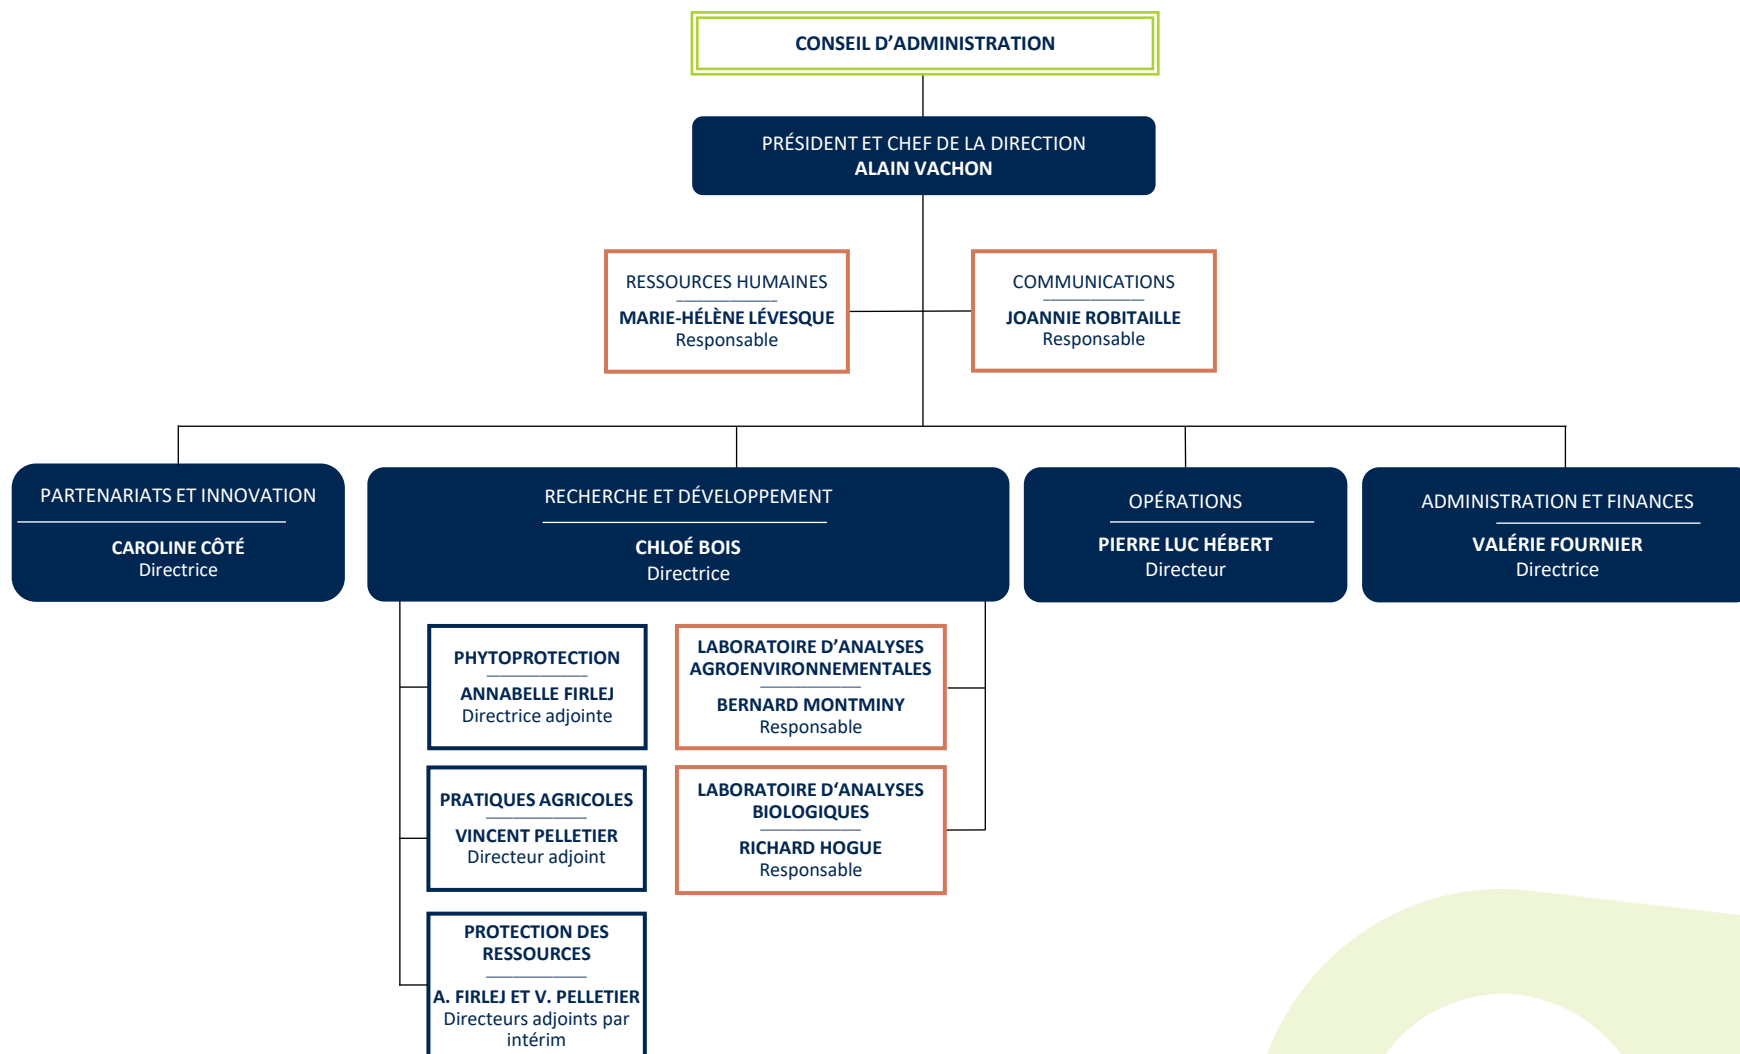 CONSEIL D’ADMINISTRATION
PRÉSIDENT ET CHEF DE LA DIRECTION
ALAIN VACHON
RESSOURCES HUMAINES
MARIE-HÉLÈNE LÉVESQUE
Responsable
COMMUNICATIONS
JOANNIE ROBITAILLE
Responsable
PARTENARIATS ET INNOVATION
CAROLINE CÔTÉ
Directrice
RECHERCHE ET DÉVELOPPEMENT
CHLOÉ BOIS
Directrice
OPÉRATIONS
PIERRE LUC HÉBERT
Directeur
ADMINISTRATION ET FINANCES
VALÉRIE FOURNIER
Directrice
PHYTOPROTECTION
ANNABELLE FIRLEJ
Directrice adjointe
PRATIQUES AGRICOLES
VINCENT PELLETIER
Directeur adjoint
PROTECTION DES
RESSOURCES
A. FIRLEJ ET V. PELLETIER
Directeurs adjoints par
intérim
LABORATOIRE D’ANALYSES
AGROENVIRONNEMENTALES
BERNARD MONTMINY
Responsable
LABORATOIRE D‘ANALYSES
BIOLOGIQUES
RICHARD HOGUE
Responsable